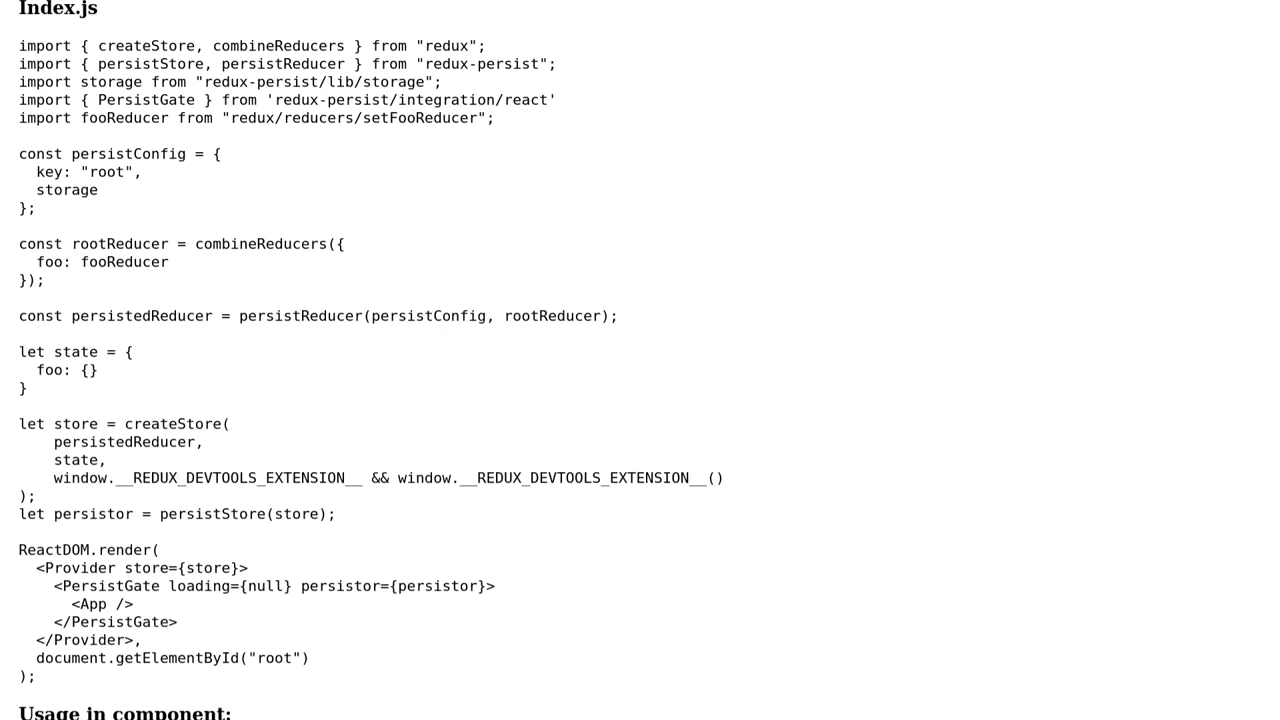 Index.js
import { createStore, combineReducers } from "redux";
import { persistStore, persistReducer } from "redux-persist";
import storage from "redux-persist/lib/storage";
import { PersistGate } from 'redux-persist/integration/react'
import fooReducer from "redux/reducers/setFooReducer";

const persistConfig = {
  key: "root",
  storage
};

const rootReducer = combineReducers({
  foo: fooReducer
});

const persistedReducer = persistReducer(persistConfig, rootReducer);

let state = {
  foo: {}
}

let store = createStore(
    persistedReducer,
    state,
    window.__REDUX_DEVTOOLS_EXTENSION__ && window.__REDUX_DEVTOOLS_EXTENSION__()
);
let persistor = persistStore(store);

ReactDOM.render(
  <Provider store={store}>
    <PersistGate loading={null} persistor={persistor}>
      <App />
    </PersistGate>
  </Provider>,
  document.getElementById("root")
);

Usage in component: